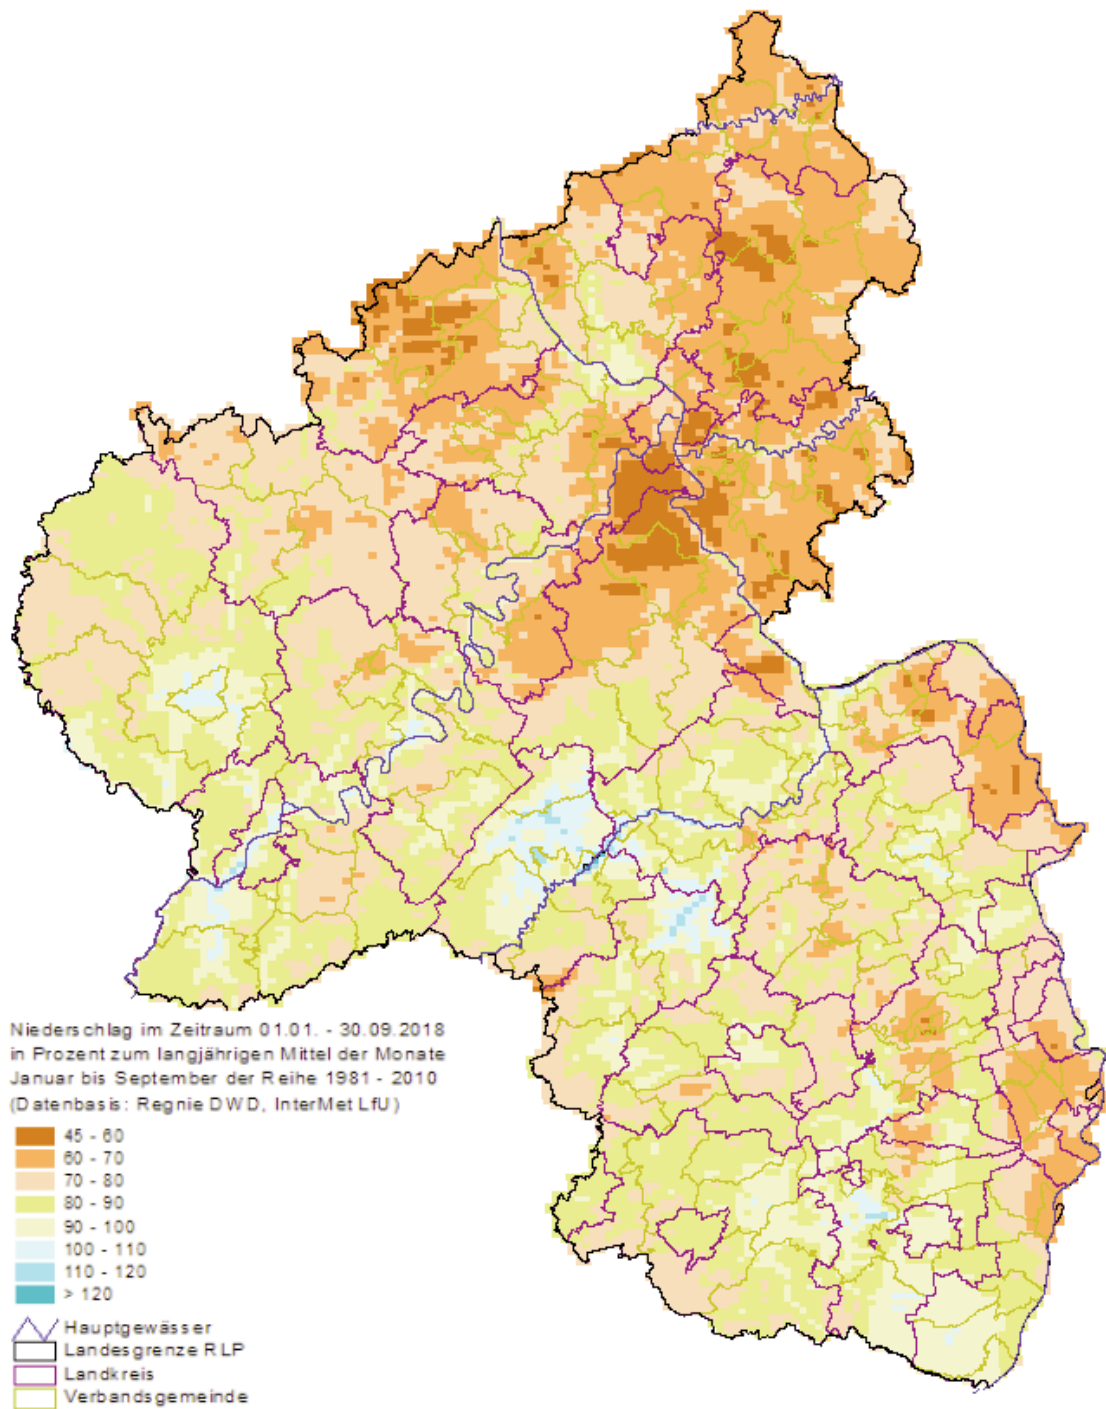 Niederschlag im Zeitraum 01.01. - 30.09.2018
in Prozent zum langjährigen Mittel der Monate
Januar bis September der Reihe 1981 - 2010
(Datenbasis: Regnie DWD, InterMet LfU)
45 - 60
60 - 70
70 - 80
80 - 90
90 - 100
100 - 110
110 - 120
> 120
Hauptgewässer
Landesgrenze RLP
Landkreis
Verbandsgemeinde